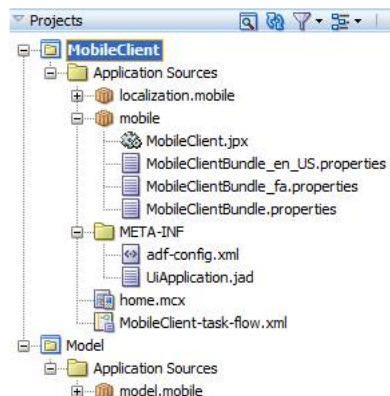 Projects
MobileClient
Application Sources
localization.mobile
mobile
MobileClient.jpx
MobileClientBundle_en_US.properties
MobileClientBundle_fa.properties
MobileClientBundle.properties
META-INF
adf-config.xml
UiApplication.jad
home.mcx
MobileClient-task-flow.xml
Model
Application Sources
model.mobile